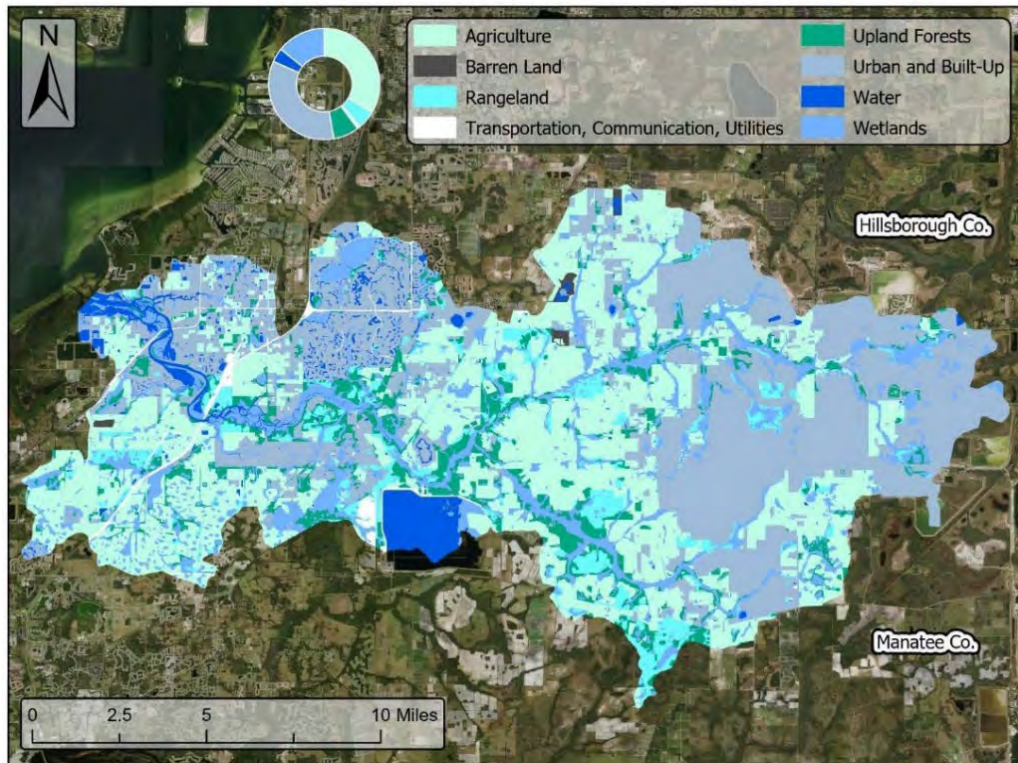 N
Agriculture
Barren Land
Rangeland
Transportation, Communication, Utilities
Upland Forests
Urban and Built-Up
Water
Wetlands
Hillsborough Co.
Manatee Co.
0 2.5 5 10 Miles